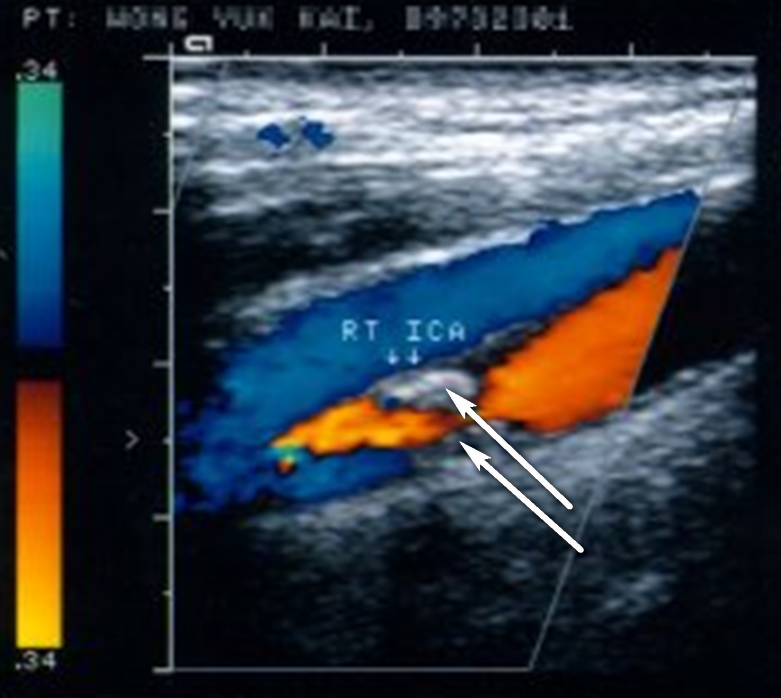 PT: WONG YUK KAI,
.34
RT ICA
↓↓
.34